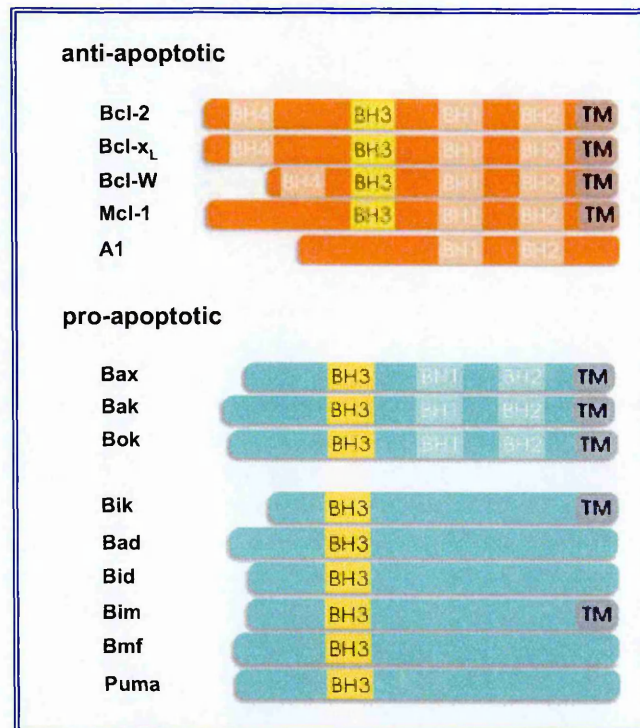 anti-apoptotic
Bcl-2 BH4 BH3 BH1 BH2 TM
Bcl-xL BH4 BH3 BH1 BH2 TM
Bcl-W BH4 BH3 BH1 BH2 TM
Mcl-1 BH3 BH1 BH2 TM
A1 BH1 BH2
pro-apoptotic
Bax BH3 BH1 BH2 TM
Bak BH3 BH1 BH2 TM
Bok BH3 BH1 BH2 TM
Bik BH3 TM
Bad BH3
Bid BH3
Bim BH3 TM
Bmf BH3
Puma BH3